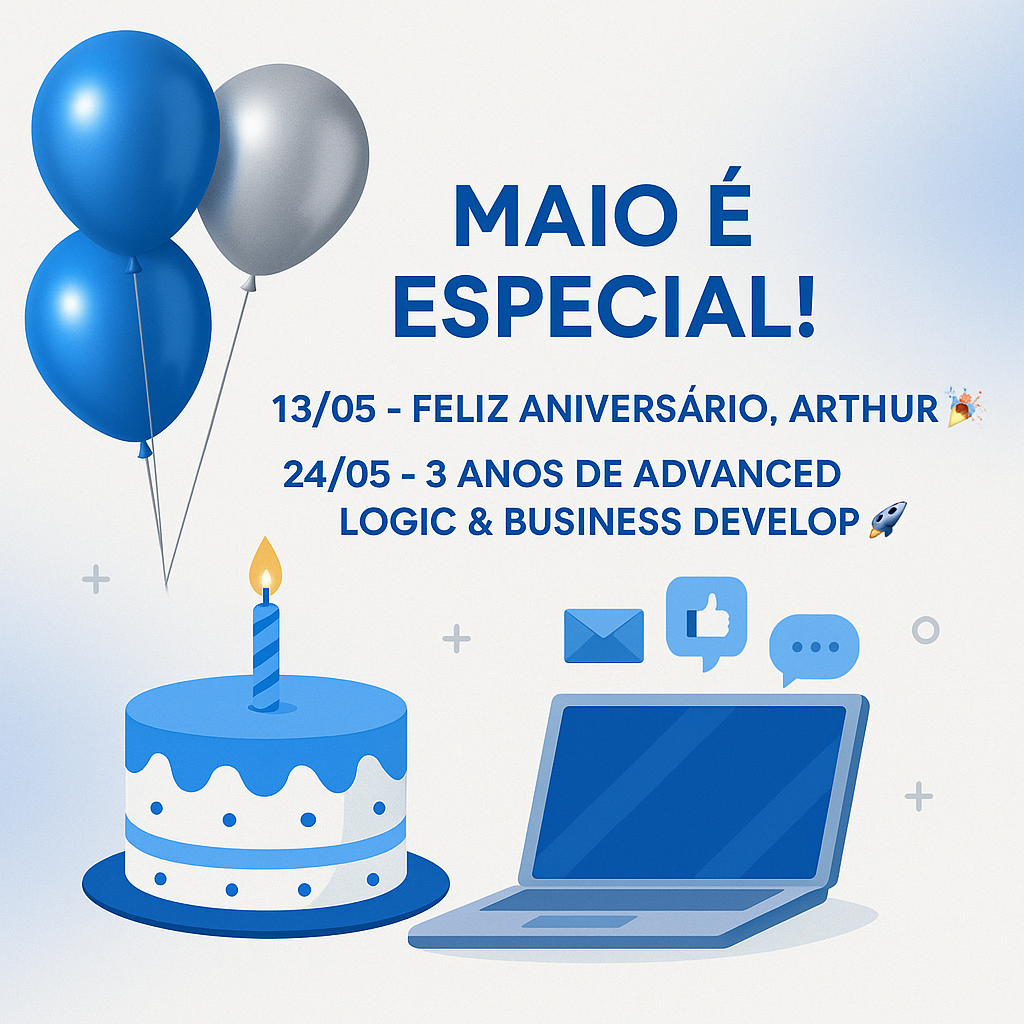 MAIO É
ESPECIAL!
13/05 - FELIZ ANIVERSÁRIO, ARTHUR 🎉
24/05 - 3 ANOS DE ADVANCED
LOGIC & BUSINESS DEVELOP 🚀